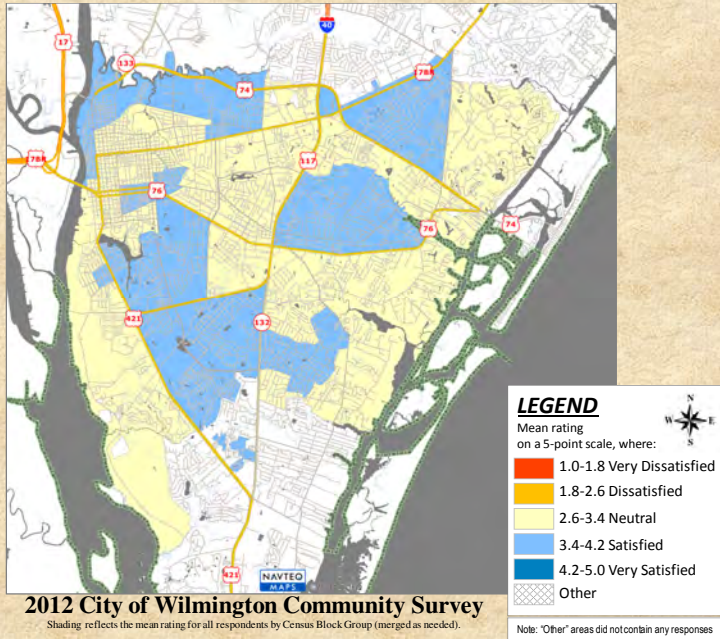 17
40
133
17BR
74
117
17BR
76
76
74
421
132
421
NAVTEQ
MAPS
LEGEND
N
W E
S
Mean rating
on a 5-point scale, where:
1.0-1.8 Very Dissatisfied
1.8-2.6 Dissatisfied
2.6-3.4 Neutral
3.4-4.2 Satisfied
4.2-5.0 Very Satisfied
Other
Note: "Other" areas did not contain any responses
2012 City of Wilmington Community Survey
Shading reflects the mean rating for all respondents by Census Block Group (merged as needed).